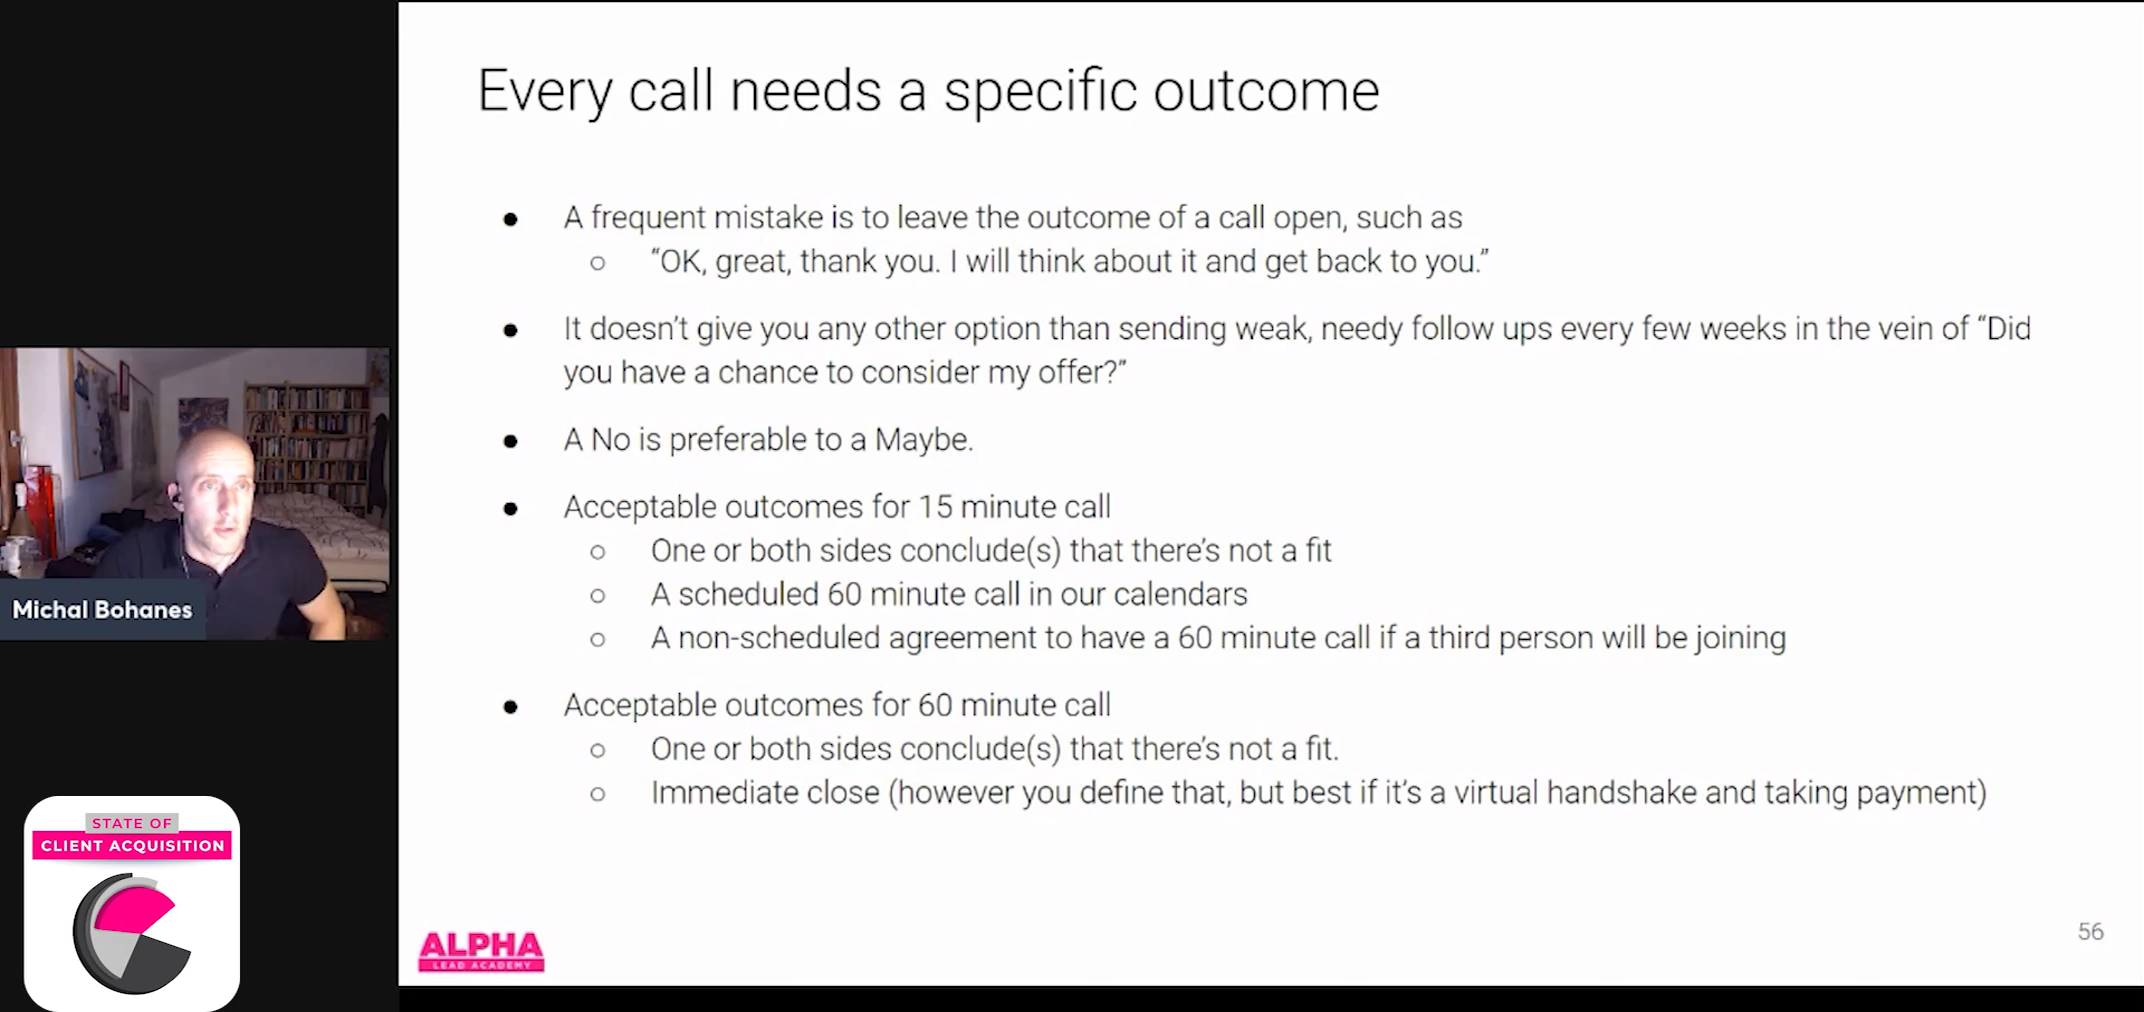 Every call needs a specific outcome
● A frequent mistake is to leave the outcome of a call open, such as
○ “OK, great, thank you. I will think about it and get back to you.”
● It doesn’t give you any other option than sending weak, needy follow ups every few weeks in the vein of “Did
you have a chance to consider my offer?”
● A No is preferable to a Maybe.
● Acceptable outcomes for 15 minute call
○ One or both sides conclude(s) that there’s not a fit
○ A scheduled 60 minute call in our calendars
○ A non-scheduled agreement to have a 60 minute call if a third person will be joining
● Acceptable outcomes for 60 minute call
○ One or both sides conclude(s) that there’s not a fit.
○ Immediate close (however you define that, but best if it’s a virtual handshake and taking payment)
Michal Bohanes
STATE OF
CLIENT ACQUISITION
ALPHA
LEAD ACADEMY
56